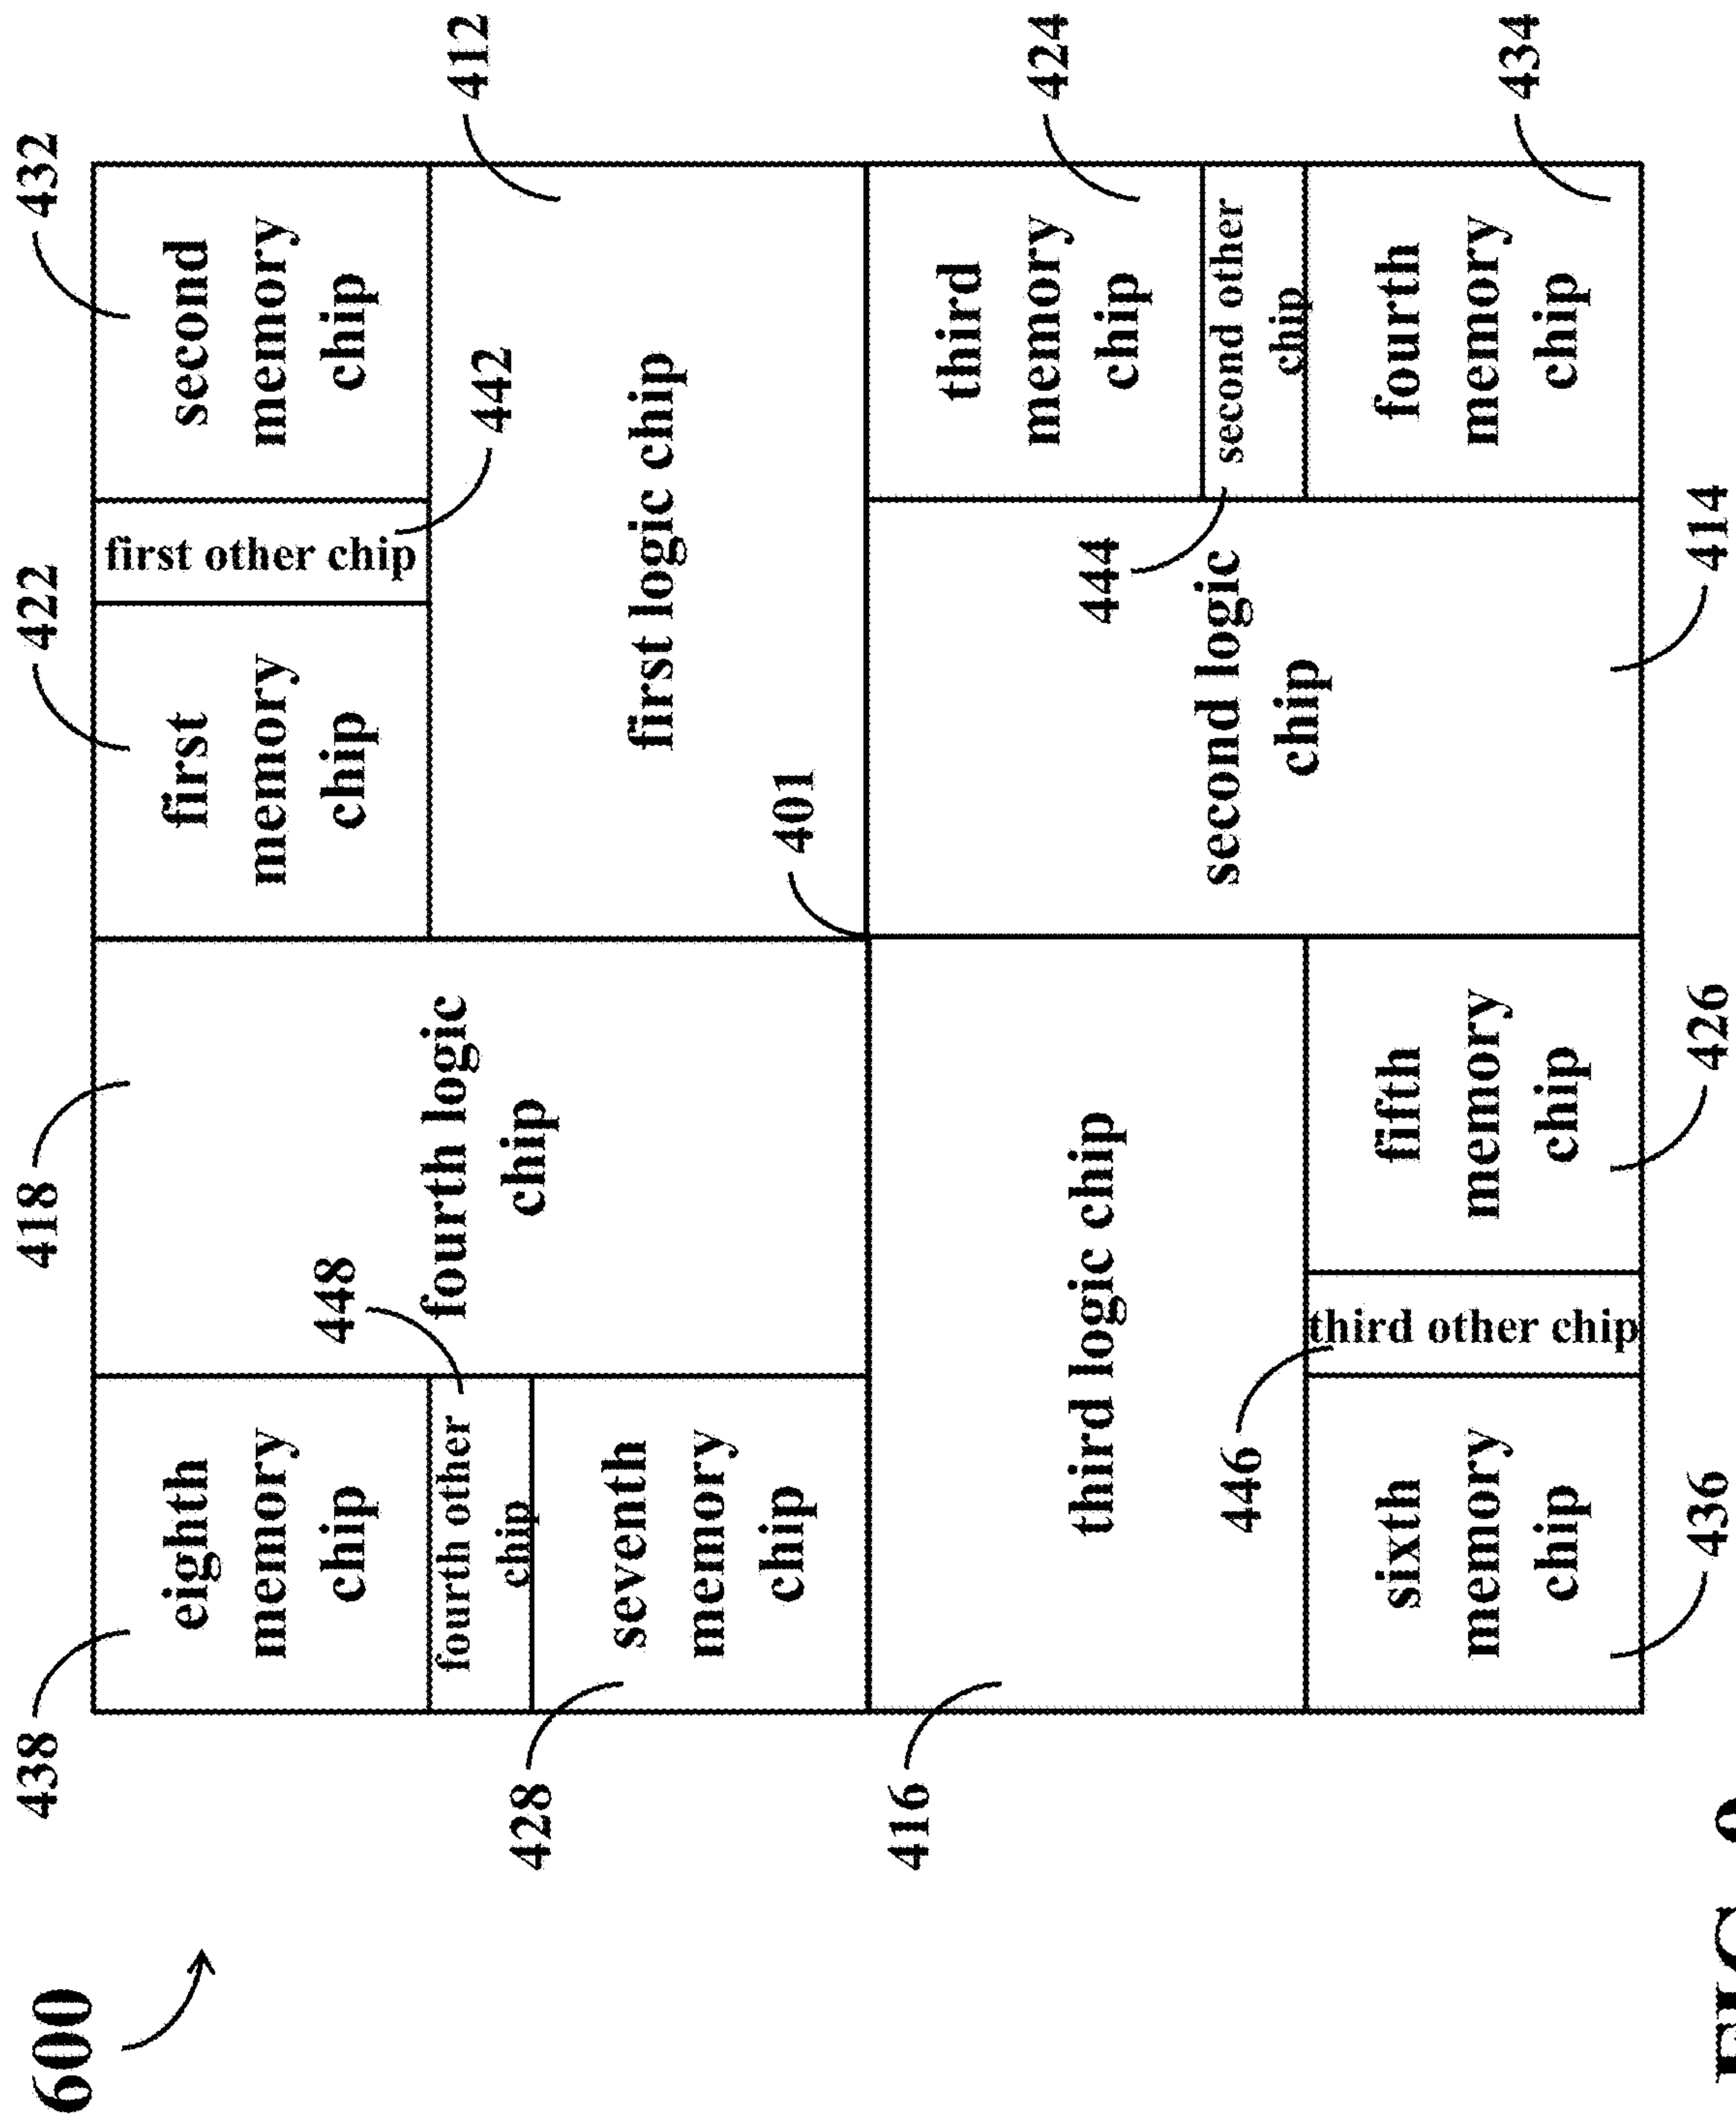 600
438
418
422
432
eighth
memory
chip
448
fourth other
chip
428
seventh
memory
chip
fourth logic
chip
first
memory
chip
first other chip
442
second
memory
chip
first logic chip
412
401
416
third logic chip
446
sixth
memory
chip
third other chip
fifth
memory
chip
second logic
chip
444
third
memory
chip
424
second other
chip
fourth
memory
chip
434
436
426
414
FIG.